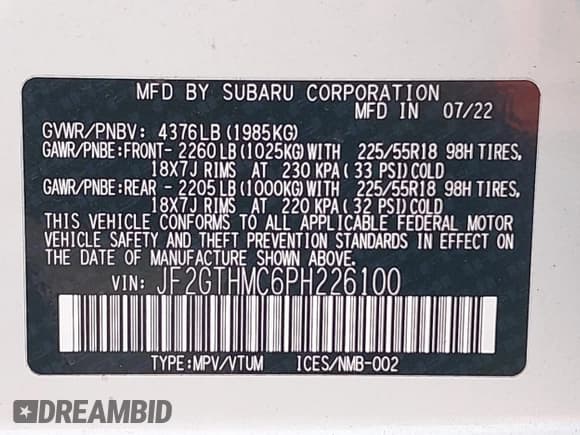 MFD BY SUBARU CORPORATION
MFD IN 07/22
GVWR/PNBV: 4376LB(1985KG)
GAWR/PNBE:FRONT- 2260LB(1025KG)WITH 225/55R18 98H TIRES,
18X7J RIMS AT 230 KPA( 33 PSI)COLD
GAWR/PNBE:REAR - 2205LB(1000KG)WITH 225/55R18 98H TIRES,
18X7J RIMS AT 220 KPA( 32 PSI)COLD
THIS VEHICLE CONFORMS TO ALL APPLICABLE FEDERAL MOTOR
VEHICLE SAFETY AND THEFT PREVENTION STANDARDS IN EFFECT ON
THE DATE OF MANUFACTURE SHOWN ABOVE.
VIN: JF2GTHMC6PH226100
TYPE:MPV/VTUM ICES/NMB-002
DREAMBID